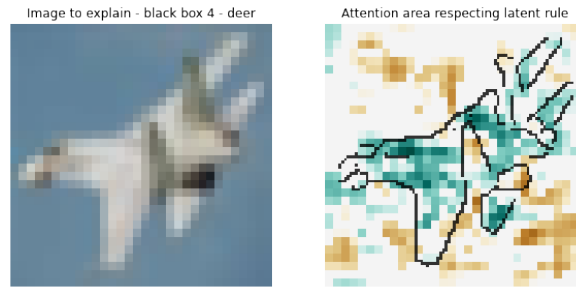 Image to explain - black box 4 - deer
Attention area respecting latent rule